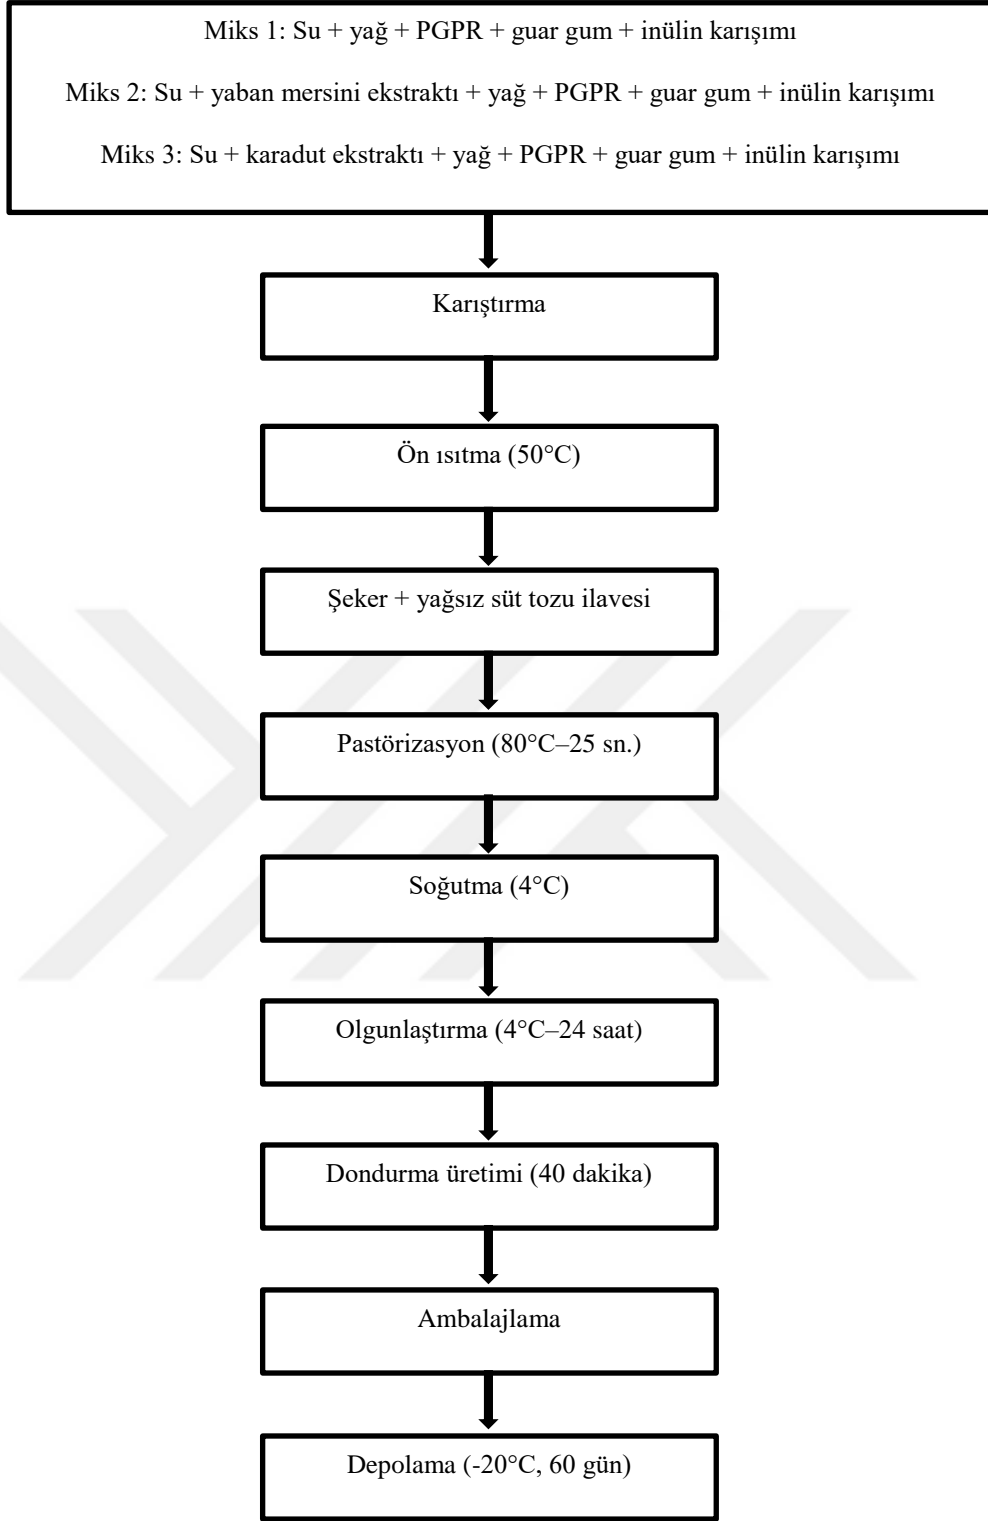 Miks 1: Su + yağ + PGPR + guar gum + inülin karışımı
Miks 2: Su + yaban mersini ekstraktı + yağ + PGPR + guar gum + inülin karışımı
Miks 3: Su + karadut ekstraktı + yağ + PGPR + guar gum + inülin karışımı
Karıştırma
Ön ısıtma (50°C)
Şeker + yağsız süt tozu ilavesi
Pastörizasyon (80°C–25 sn.)
Soğutma (4°C)
Olgunlaştırma (4°C–24 saat)
Dondurma üretimi (40 dakika)
Ambalajlama
Depolama (-20°C, 60 gün)